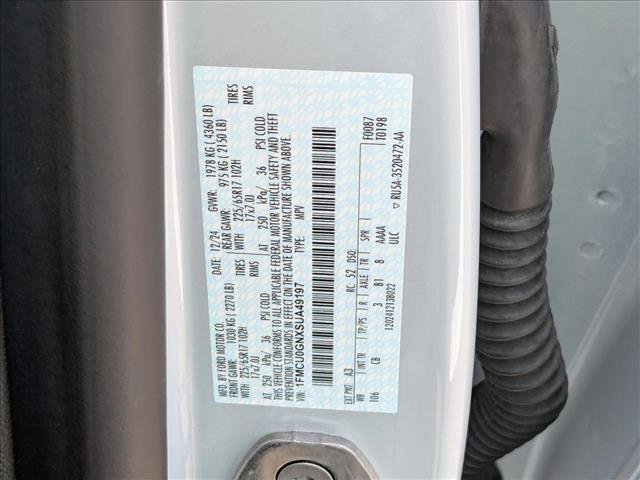 MFD. BY FORD MOTOR CO.
DATE: 12/24 GVWR: 1978 KG ( 4360 LB)
FRONT GAWR: 1030 KG ( 2270 LB) REAR GAWR: 975 KG ( 2150 LB)
WITH 225/65R17 102H TIRES WITH 225/65R17 102H TIRES
17x7.0J RIMS 17x7.0J RIMS
AT 250 kPa/ 36 PSI COLD AT 250 kPa/ 36 PSI COLD
THIS VEHICLE CONFORMS TO ALL APPLICABLE FEDERAL MOTOR VEHICLE SAFETY AND THEFT
PREVENTION STANDARDS IN EFFECT ON THE DATE OF MANUFACTURE SHOWN ABOVE.
VIN: 1FMCU0GNXSUA49197 TYPE: MPV
F0087
T0198
EXT PNT: A3 RC: 52 DSO:
WB INT TR TP/PS R AXLE TR SPR
106 CB 3 B1 8 AAAA
ULC
▽ RU5A-3520472-AA
1202412138022